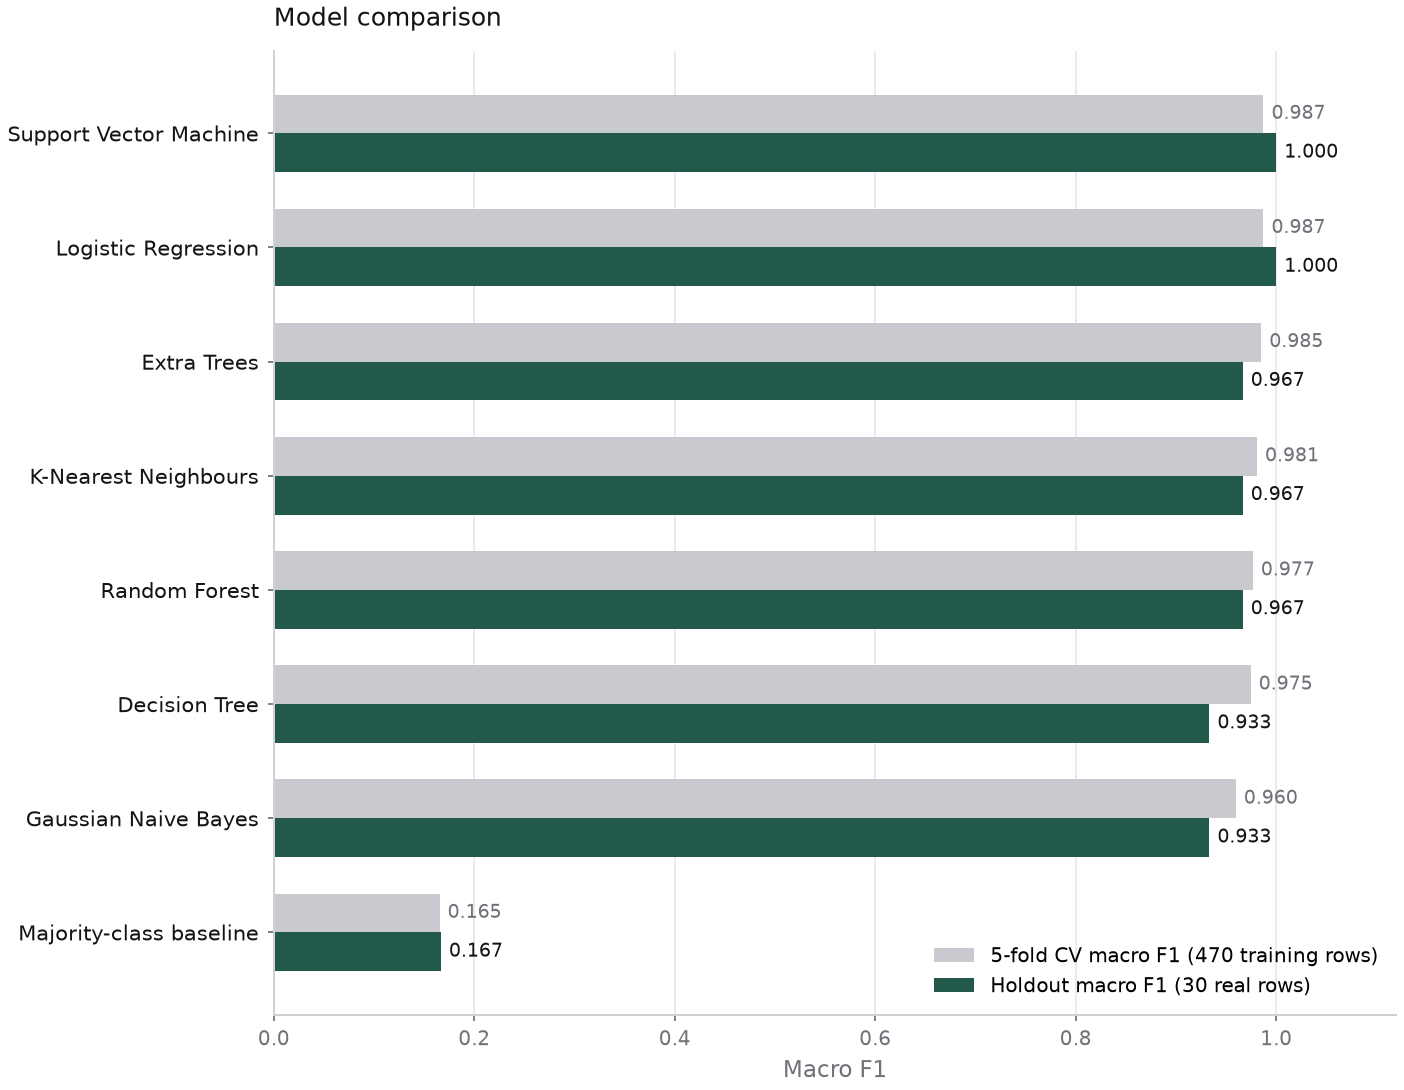 Model comparison
Support Vector Machine
0.987
1.000
Logistic Regression
0.987
1.000
Extra Trees
0.985
0.967
K-Nearest Neighbours
0.981
0.967
Random Forest
0.977
0.967
Decision Tree
0.975
0.933
Gaussian Naive Bayes
0.960
0.933
Majority-class baseline
0.165
0.167
5-fold CV macro F1 (470 training rows)
Holdout macro F1 (30 real rows)
0.0 0.2 0.4 0.6 0.8 1.0
Macro F1